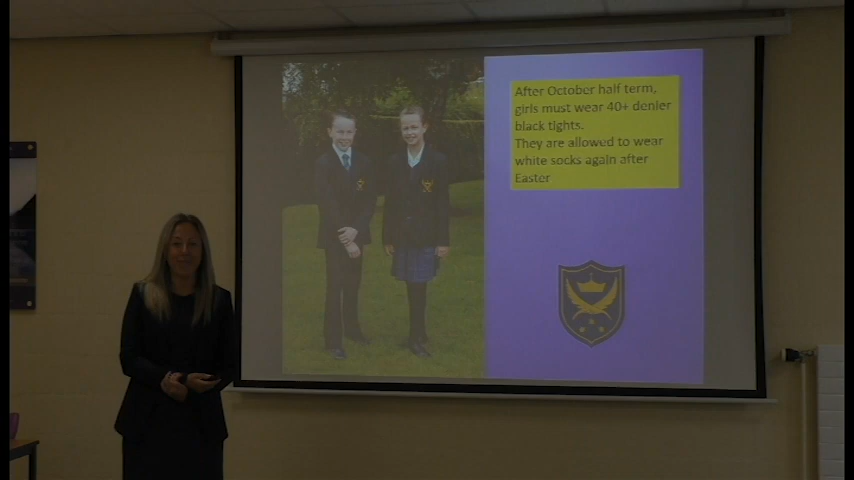 After October half term,
girls must wear 40+ denier
black tights.
They are allowed to wear
white socks again after
Easter